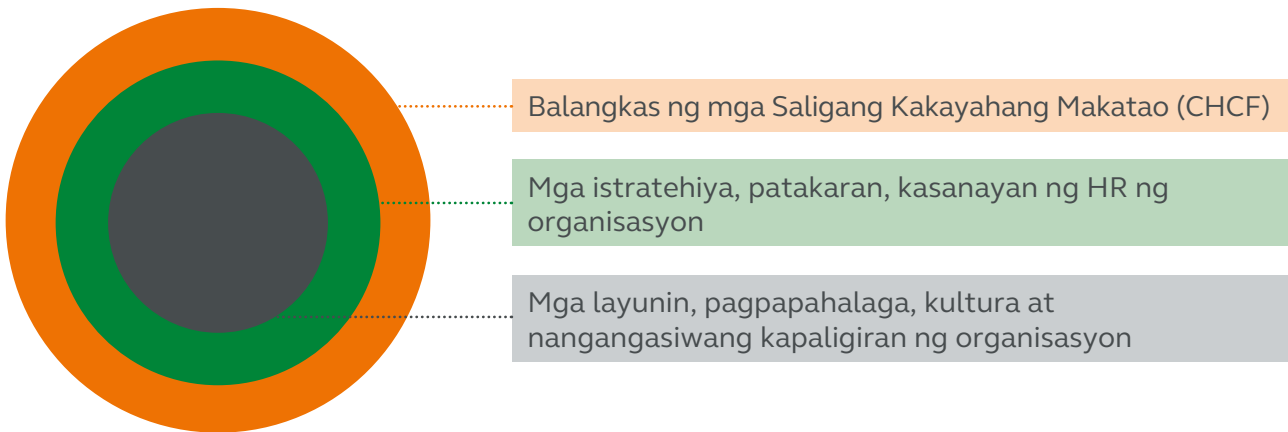 Balangkas ng mga Saligang Kakayahang Makatao (CHCF)
Mga istratehiya, patakaran, kasanayan ng HR ng
organisasyon
Mga layunin, pagpapahalaga, kultura at
nangangasiwang kapaligiran ng organisasyon